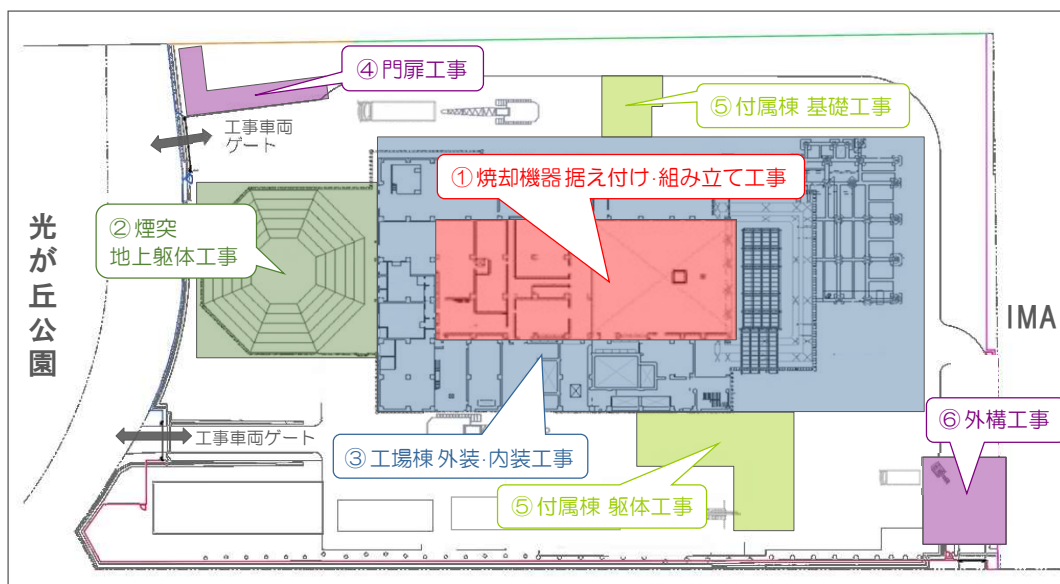 ④門扉工事
⑤付属棟 基礎工事
工事車両
ゲート
①焼却機器 据え付け・組み立て工事
②煙突
地上躯体工事
光が丘公園
IMA
⑥外構工事
工事車両ゲート
③工場棟 外装・内装工事
⑤付属棟 躯体工事